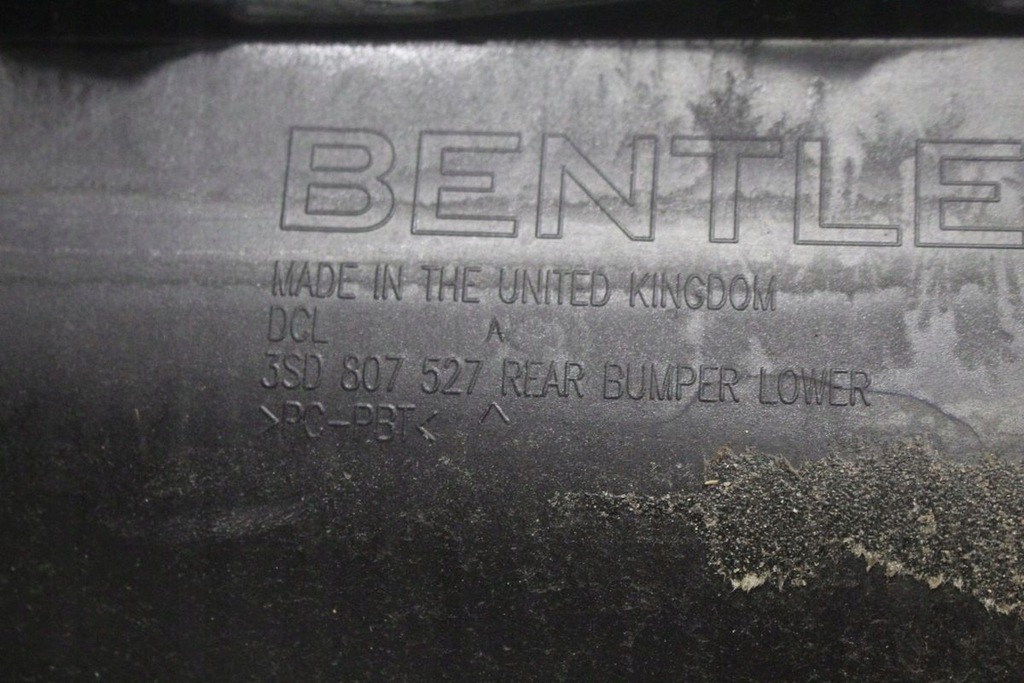 BENTLE
MADE IN THE UNITED KINGDOM
DCL
3SD 807 527 REAR BUMPER LOWER
>PC-PBT<